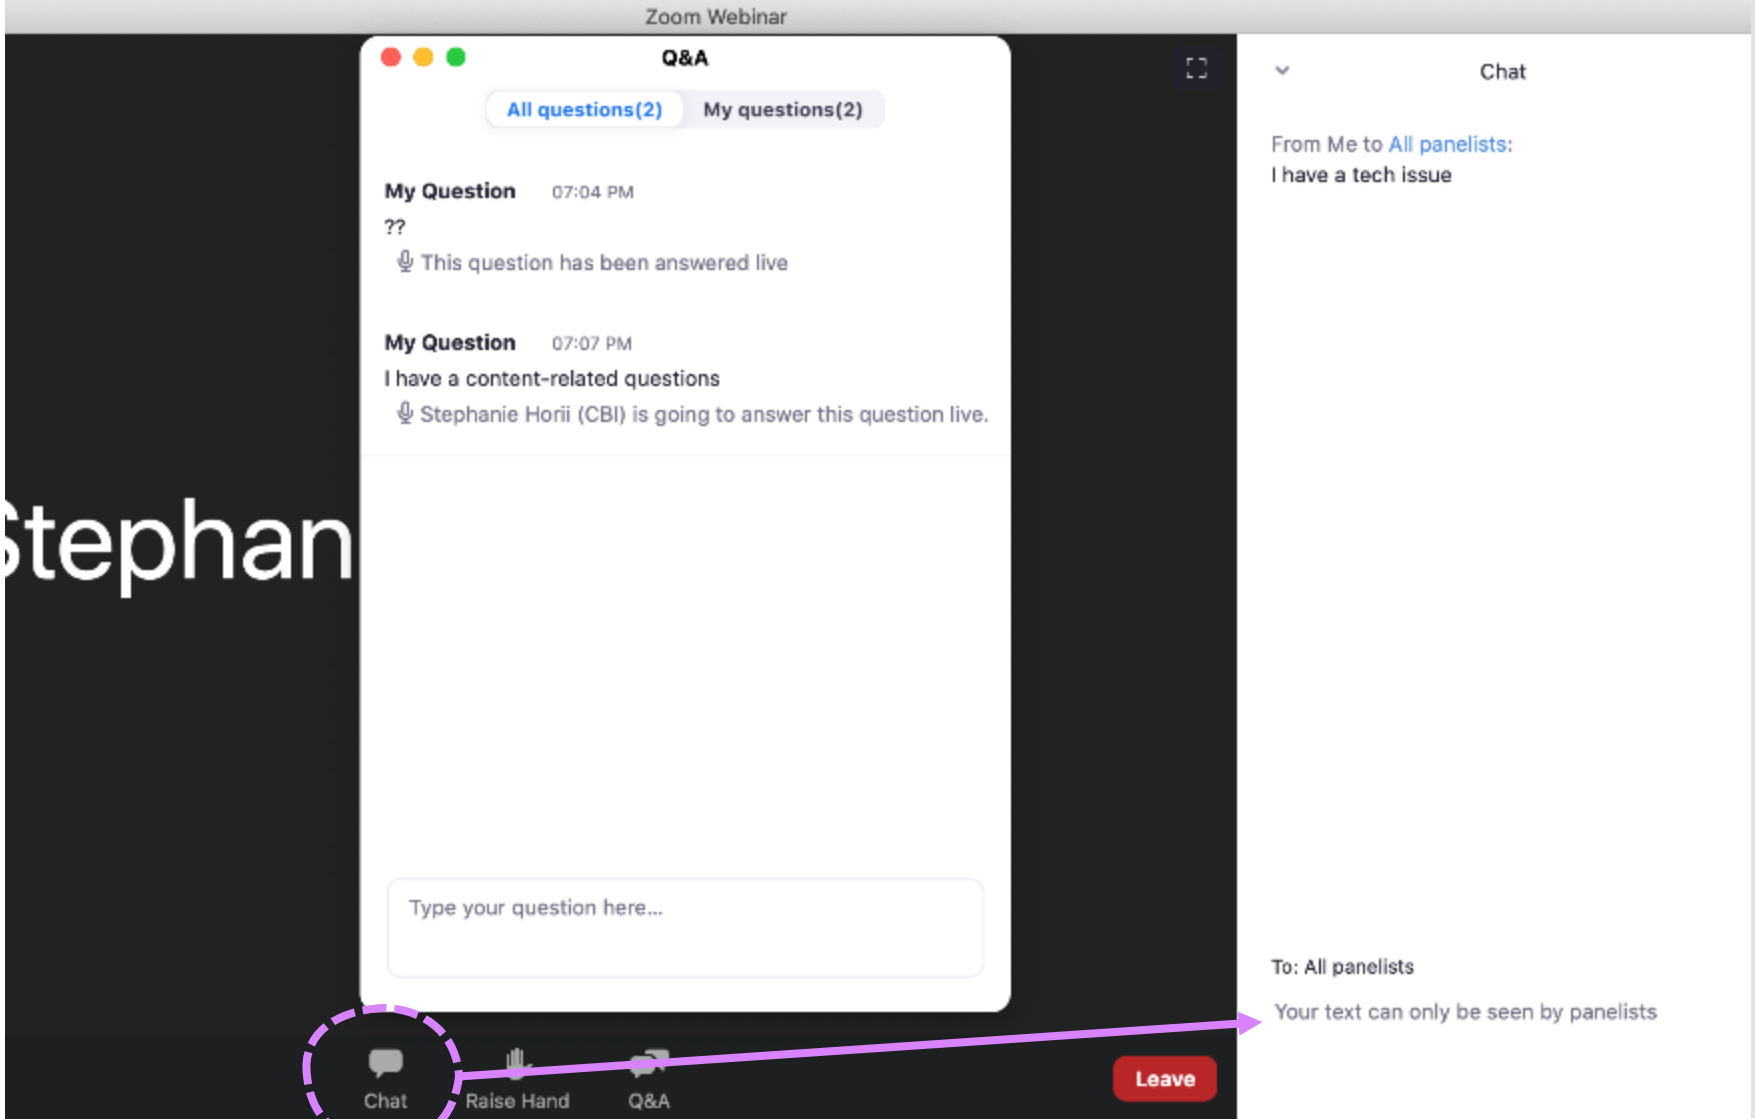 Zoom Webinar
Q&A
All questions(2) My questions(2)
My Question 07:04 PM
??
This question has been answered live
My Question 07:07 PM
I have a content-related questions
Stephanie Horii (CBI) is going to answer this question live.
Type your question here...
Stephan
Chat
Raise Hand
Q&A
Leave
Chat
From Me to All panelists:
I have a tech issue
To: All panelists
Your text can only be seen by panelists